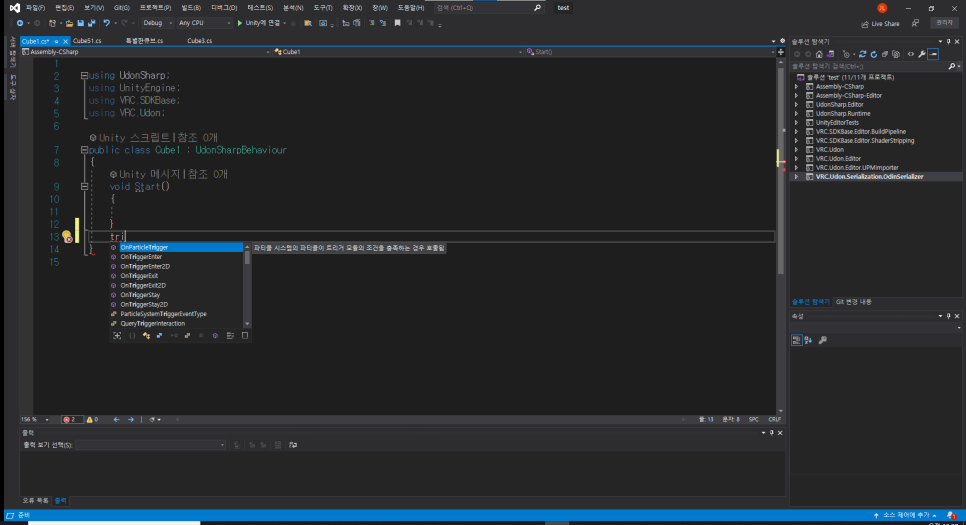 파일(F) 편집(E) 보기(V) Git(G) 프로젝트(P) 빌드(B) 디버그(D) 테스트(S) 분석(N) 도구(T) 확장(X) 창(W) 도움말(H) 검색 (Ctrl+Q) test
Debug Any CPU Unity에 연결 Live Share 관리자
Cube1.cs* Cube51.cs 특별한큐브.cs Cube3.cs
Assembly-CSharp Cube1 Start()
서버 탐색기
도구 상자
1
2 using UdonSharp;
3 using UnityEngine;
4 using VRC.SDKBase;
5 using VRC.Udon;
6
Unity 스크립트|참조 0개
7 public class Cube1 : UdonSharpBehaviour
8 {
Unity 메시지|참조 0개
9 void Start()
10 {
11
12 }
13 tri
14 }
15
OnParticleTrigger 파티클 시스템의 파티클이 트리거 모듈의 조건을 충족하는 경우 호출됨
OnTriggerEnter
OnTriggerEnter2D
OnTriggerExit
OnTriggerExit2D
OnTriggerStay
OnTriggerStay2D
ParticleSystemTriggerEventType
QueryTriggerInteraction
156 % 2 0 줄: 13 문자: 8 SPC CRLF
출력
출력 보기 선택(S):
오류 목록 출력
준비 소스 제어에 추가
솔루션 탐색기
솔루션 탐색기 검색(Ctrl+;)
솔루션 'test' (11/11개 프로젝트)
Assembly-CSharp
Assembly-CSharp-Editor
UdonSharp.Editor
UdonSharp.Runtime
UnityEditorTests
VRC.SDKBase.Editor.BuildPipeline
VRC.SDKBase.Editor.ShaderStripping
VRC.Udon
VRC.Udon.Editor
VRC.Udon.Editor.UPMImporter
VRC.Udon.Serialization.OdinSerializer
솔루션 탐색기 Git 변경 내용
속성